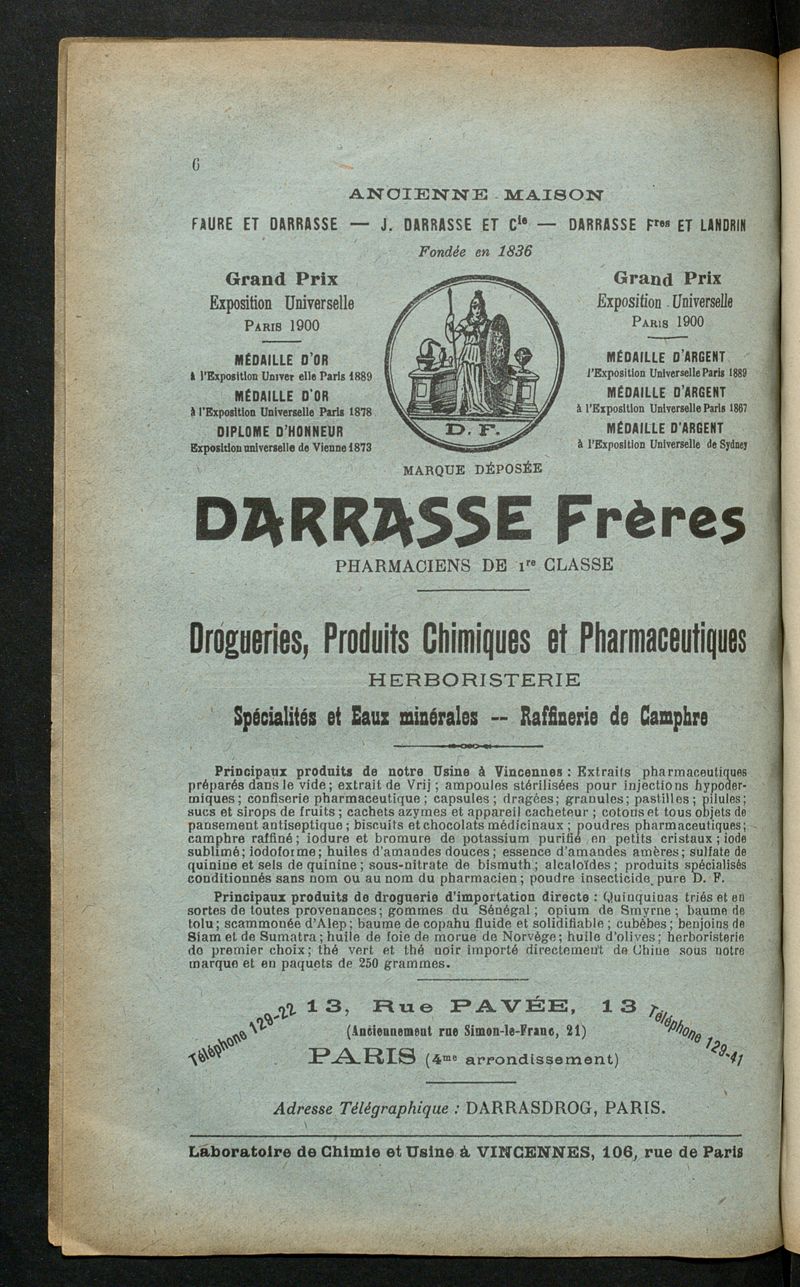 6
ANCIENNE MAISON
FAURE ET DARRASSE — J. DARRASSE ET Cie — DARRASSE Fres ET LANDRIN
Fondée en 1836
Grand Prix
Exposition Universelle
PARIS 1900
MÉDAILLE D'OR
à l'Exposition Univer elle Paris 1889
MÉDAILLE D'OR
à l'Exposition Universelle Paris 1878
DIPLOME D'HONNEUR
Exposition universelle de Vienne 1873
D. F.
MARQUE DÉPOSÉE
Grand Prix
Exposition Universelle
PARIS 1900
MÉDAILLE D'ARGENT
l'Exposition Universelle Paris 1889
MÉDAILLE D'ARGENT
à l'Exposition Universelle Paris 1867
MÉDAILLE D'ARGENT
à l'Exposition Universelle de Sydney
DARRASSE Frères
PHARMACIENS DE 1re CLASSE
Drogueries, Produits Chimiques et Pharmaceutiques
HERBORISTERIE
Spécialités et Eaux minérales -- Raffinerie de Camphre
Principaux produits de notre Usine à Vincennes : Extraits pharmaceutiques
préparés dans le vide ; extrait de Vrij ; ampoules stérilisées pour injections hypoder-
miques ; confiserie pharmaceutique ; capsules ; dragées ; granules ; pastilles ; pilules ;
sucs et sirops de fruits ; cachets azymes et appareil cacheteur ; cotons et tous objets de
pansement antiseptique ; biscuits et chocolats médicinaux ; poudres pharmaceutiques ;
camphre raffiné ; iodure et bromure de potassium purifié en petits cristaux ; iode
sublimé ; iodoforme ; huiles d'amandes douces ; essence d'amandes amères ; sulfate de
quinine et sels de quinine ; sous-nitrate de bismuth ; alcaloïdes ; produits spécialisés
conditionnés sans nom ou au nom du pharmacien ; poudre insecticide pure D. F.
Principaux produits de droguerie d'importation directe : Quinquinas triés et en
sortes de toutes provenances ; gommes du Sénégal ; opium de Smyrne ; baume de
tolu ; scammonée d'Alep ; baume de copahu fluide et solidifiable ; cubèbes ; benjoins de
Siam et de Sumatra ; huile de foie de morue de Norvège ; huile d'olives ; herboristerie
de premier choix ; thé vert et thé noir importé directement de Chine sous notre
marque et en paquets de 250 grammes.
Téléphone 129-22
13, Rue PAVÉE, 13
(Anciennement rue Simon-le-Franc, 21)
PARIS (4me arrondissement)
Téléphone 129-41
Adresse Télégraphique : DARRASDROG, PARIS.
Laboratoire de Chimie et Usine à VINCENNES, 106, rue de Paris